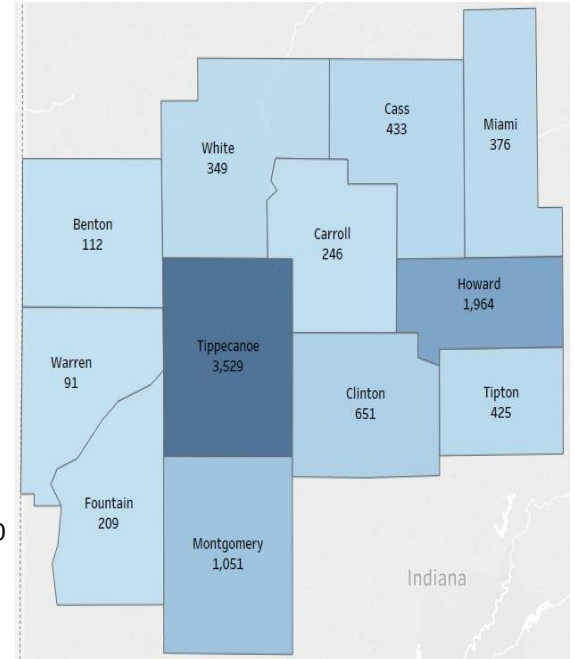 Cass
433
Miami
376
White
349
Benton
112
Carroll
246
Howard
1,964
Tippecanoe
3,529
Warren
91
Clinton
651
Tipton
425
Fountain
209
0
Montgomery
1,051
Indiana